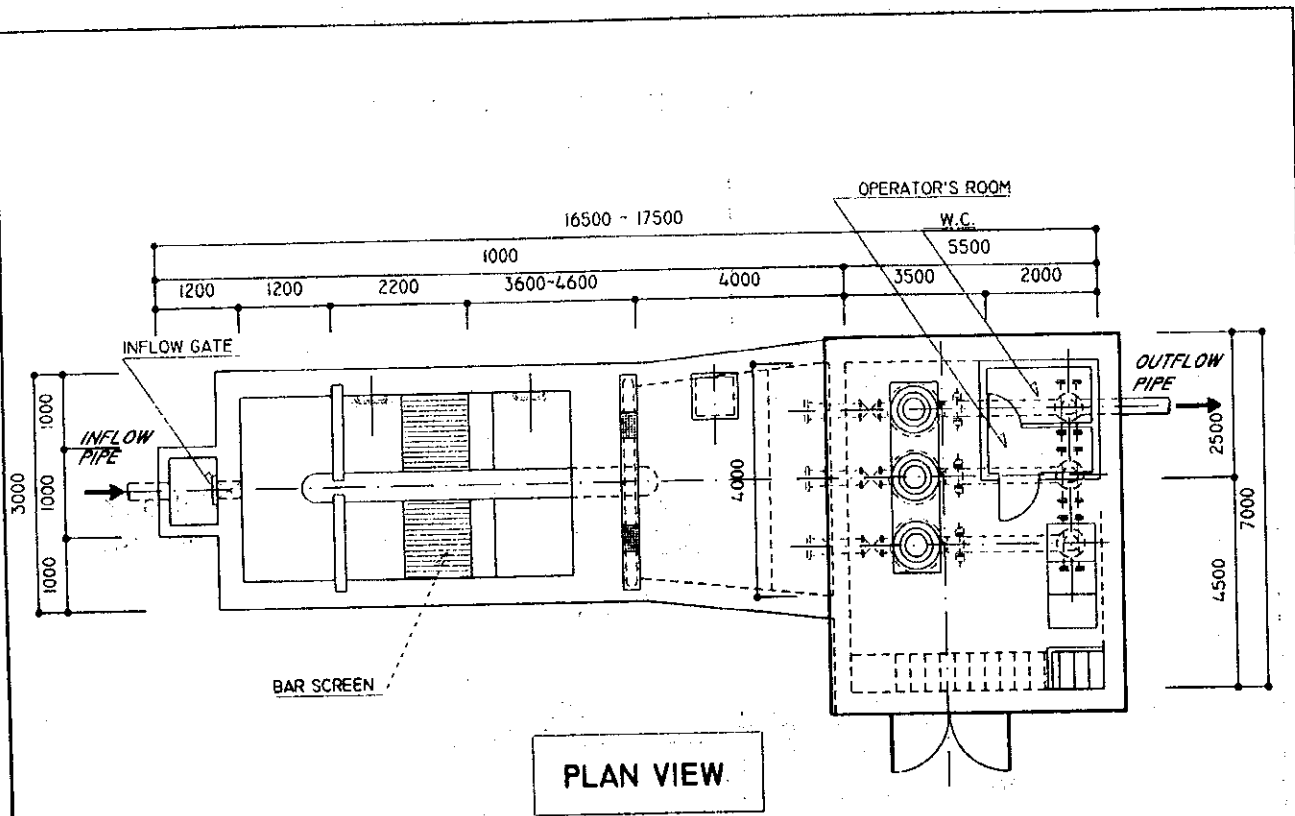 OPERATOR'S ROOM
16500 ~ 17500
W.C.
1000
5500
1200
1200
2200
3600~4600
4000
3500
2000
INFLOW GATE
OUTFLOW
PIPE
INFLOW
PIPE
3000
1000
1000
1000
4000
2500
7000
4500
BAR SCREEN
PLAN VIEW